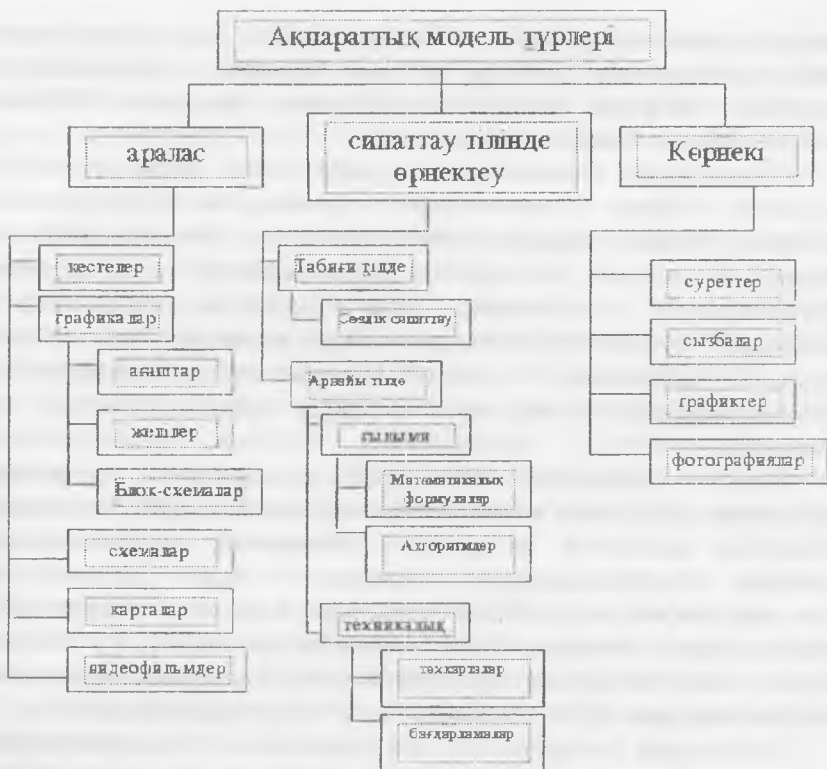 Ақпараттық модель түрлері
аралас
сипаттау тілінде
өрнектеу
Көрнекі
кестелер
графикалар
ағаштар
желілер
Блок-схемалар
схемалар
карталар
видеофильмдер
Табиғи тілде
Сөздік сипаттау
Арнайы тілде
ғылыми
Математикалық
формулалар
Алгоритмдер
техникалық
техкарталар
бағдарламалар
суреттер
сызбалар
графиктер
фотографиялар